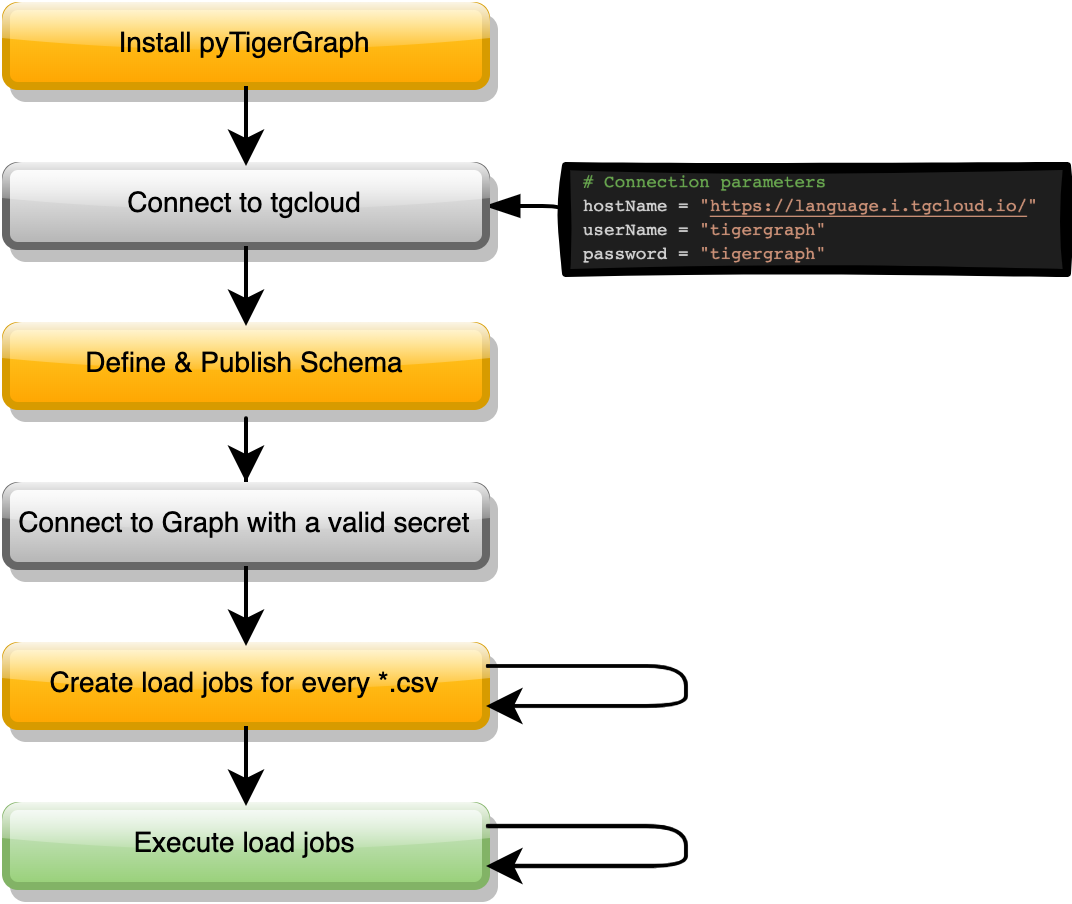 Install pyTigerGraph
Connect to tgcloud
# Connection parameters
hostName = "https://language.i.tgcloud.io/"
userName = "tigergraph"
password = "tigergraph"
Define & Publish Schema
Connect to Graph with a valid secret
Create load jobs for every *.csv
Execute load jobs